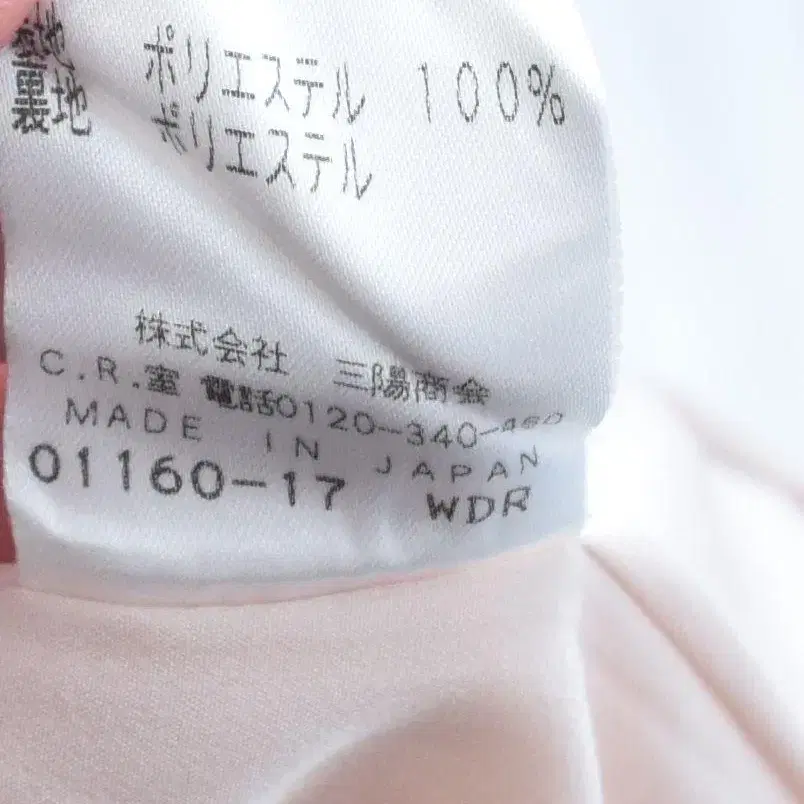 ポリエステル 100%
裏地 ポリエステル
株式会社 三陽商会
C.R.室 電話0120-340-460
MADE IN JAPAN
01160-17 WDR